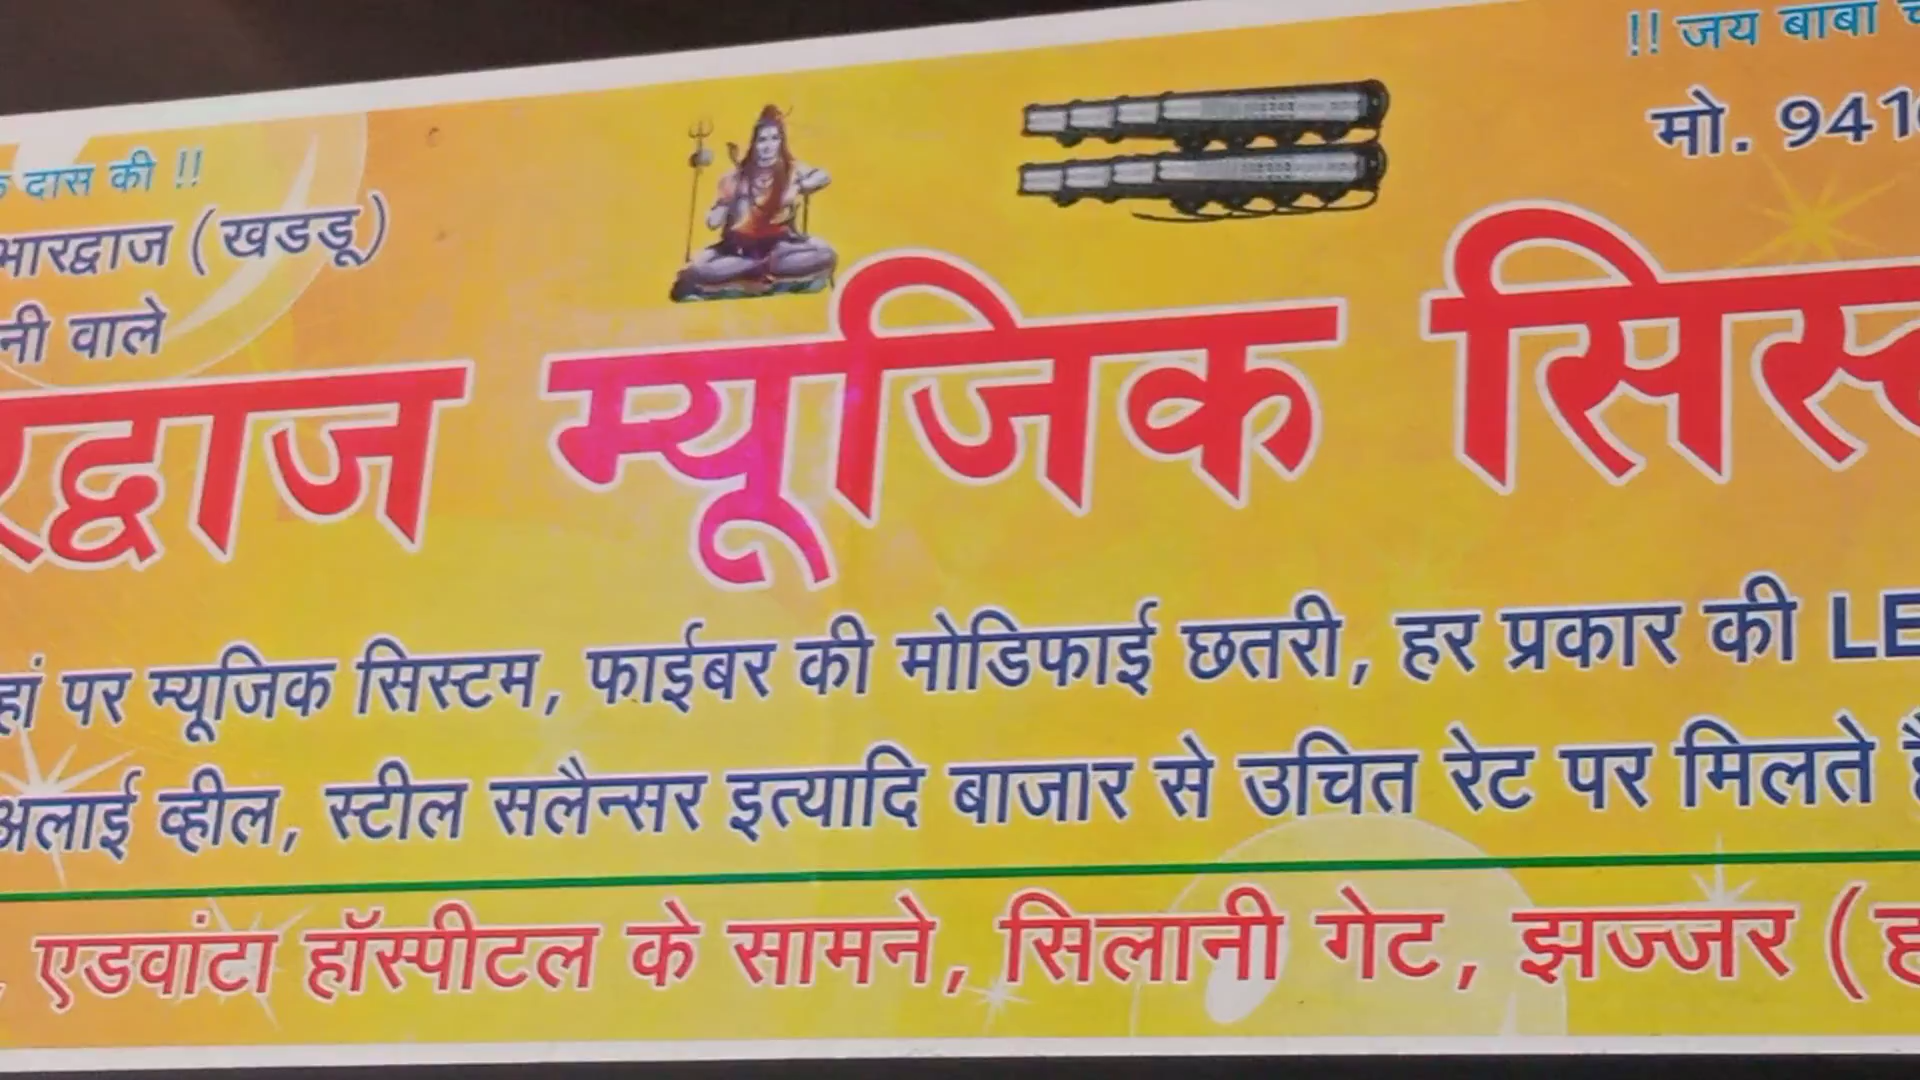 दास की !!
!! जय बाबा
भारद्वाज (खडडू)
मो. 941
वाले
म्यूजिक
पर म्यूजिक सिस्टम, फाईबर की मोडिफाई छतरी, हर प्रकार की LE
अलाई व्हील, स्टील सलैन्सर इत्यादि बाजार से उचित रेट पर मिलते
एडवांटा हॉस्पीटल के सामने, सिलानी गेट, झज्जर (